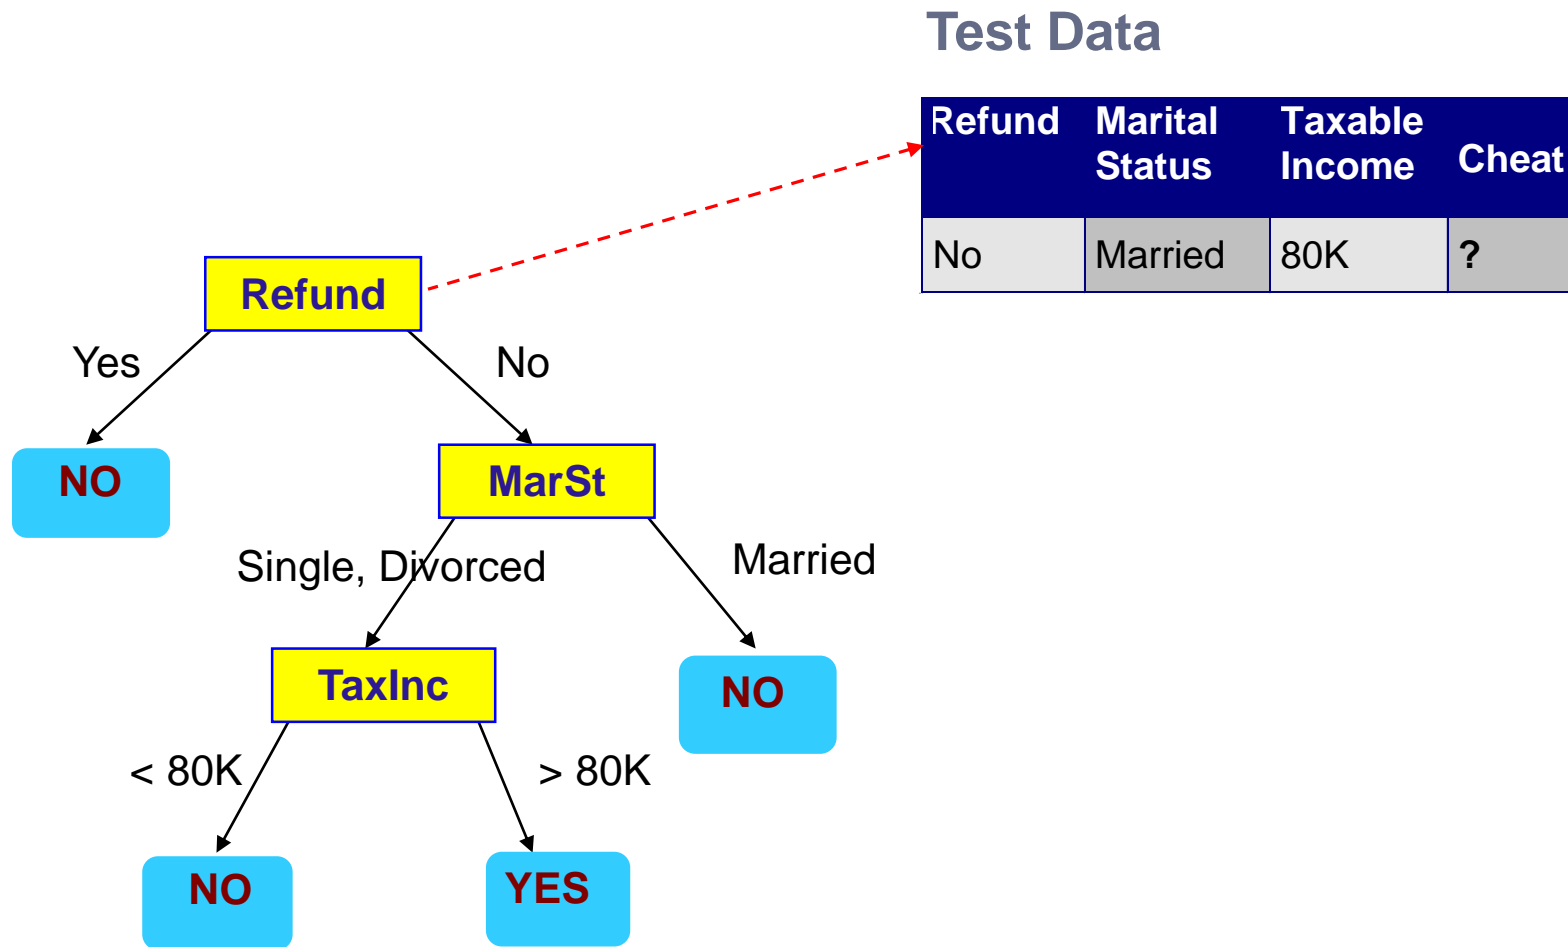 Test Data
Refund Marital Status Taxable Income Cheat
No Married 80K ?
Refund
Yes No
NO
MarSt
Single, Divorced Married
TaxInc
NO
< 80K > 80K
NO YES